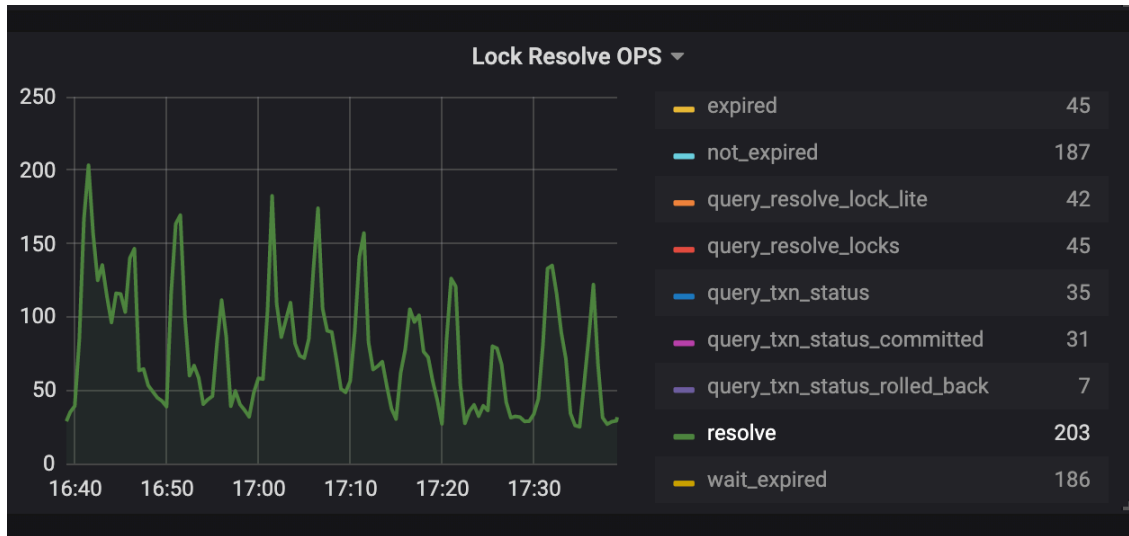 Lock Resolve OPS
250
200
150
100
50
0
16:40 16:50 17:00 17:10 17:20 17:30
expired 45
not_expired 187
query_resolve_lock_lite 42
query_resolve_locks 45
query_txn_status 35
query_txn_status_committed 31
query_txn_status_rolled_back 7
resolve 203
wait_expired 186